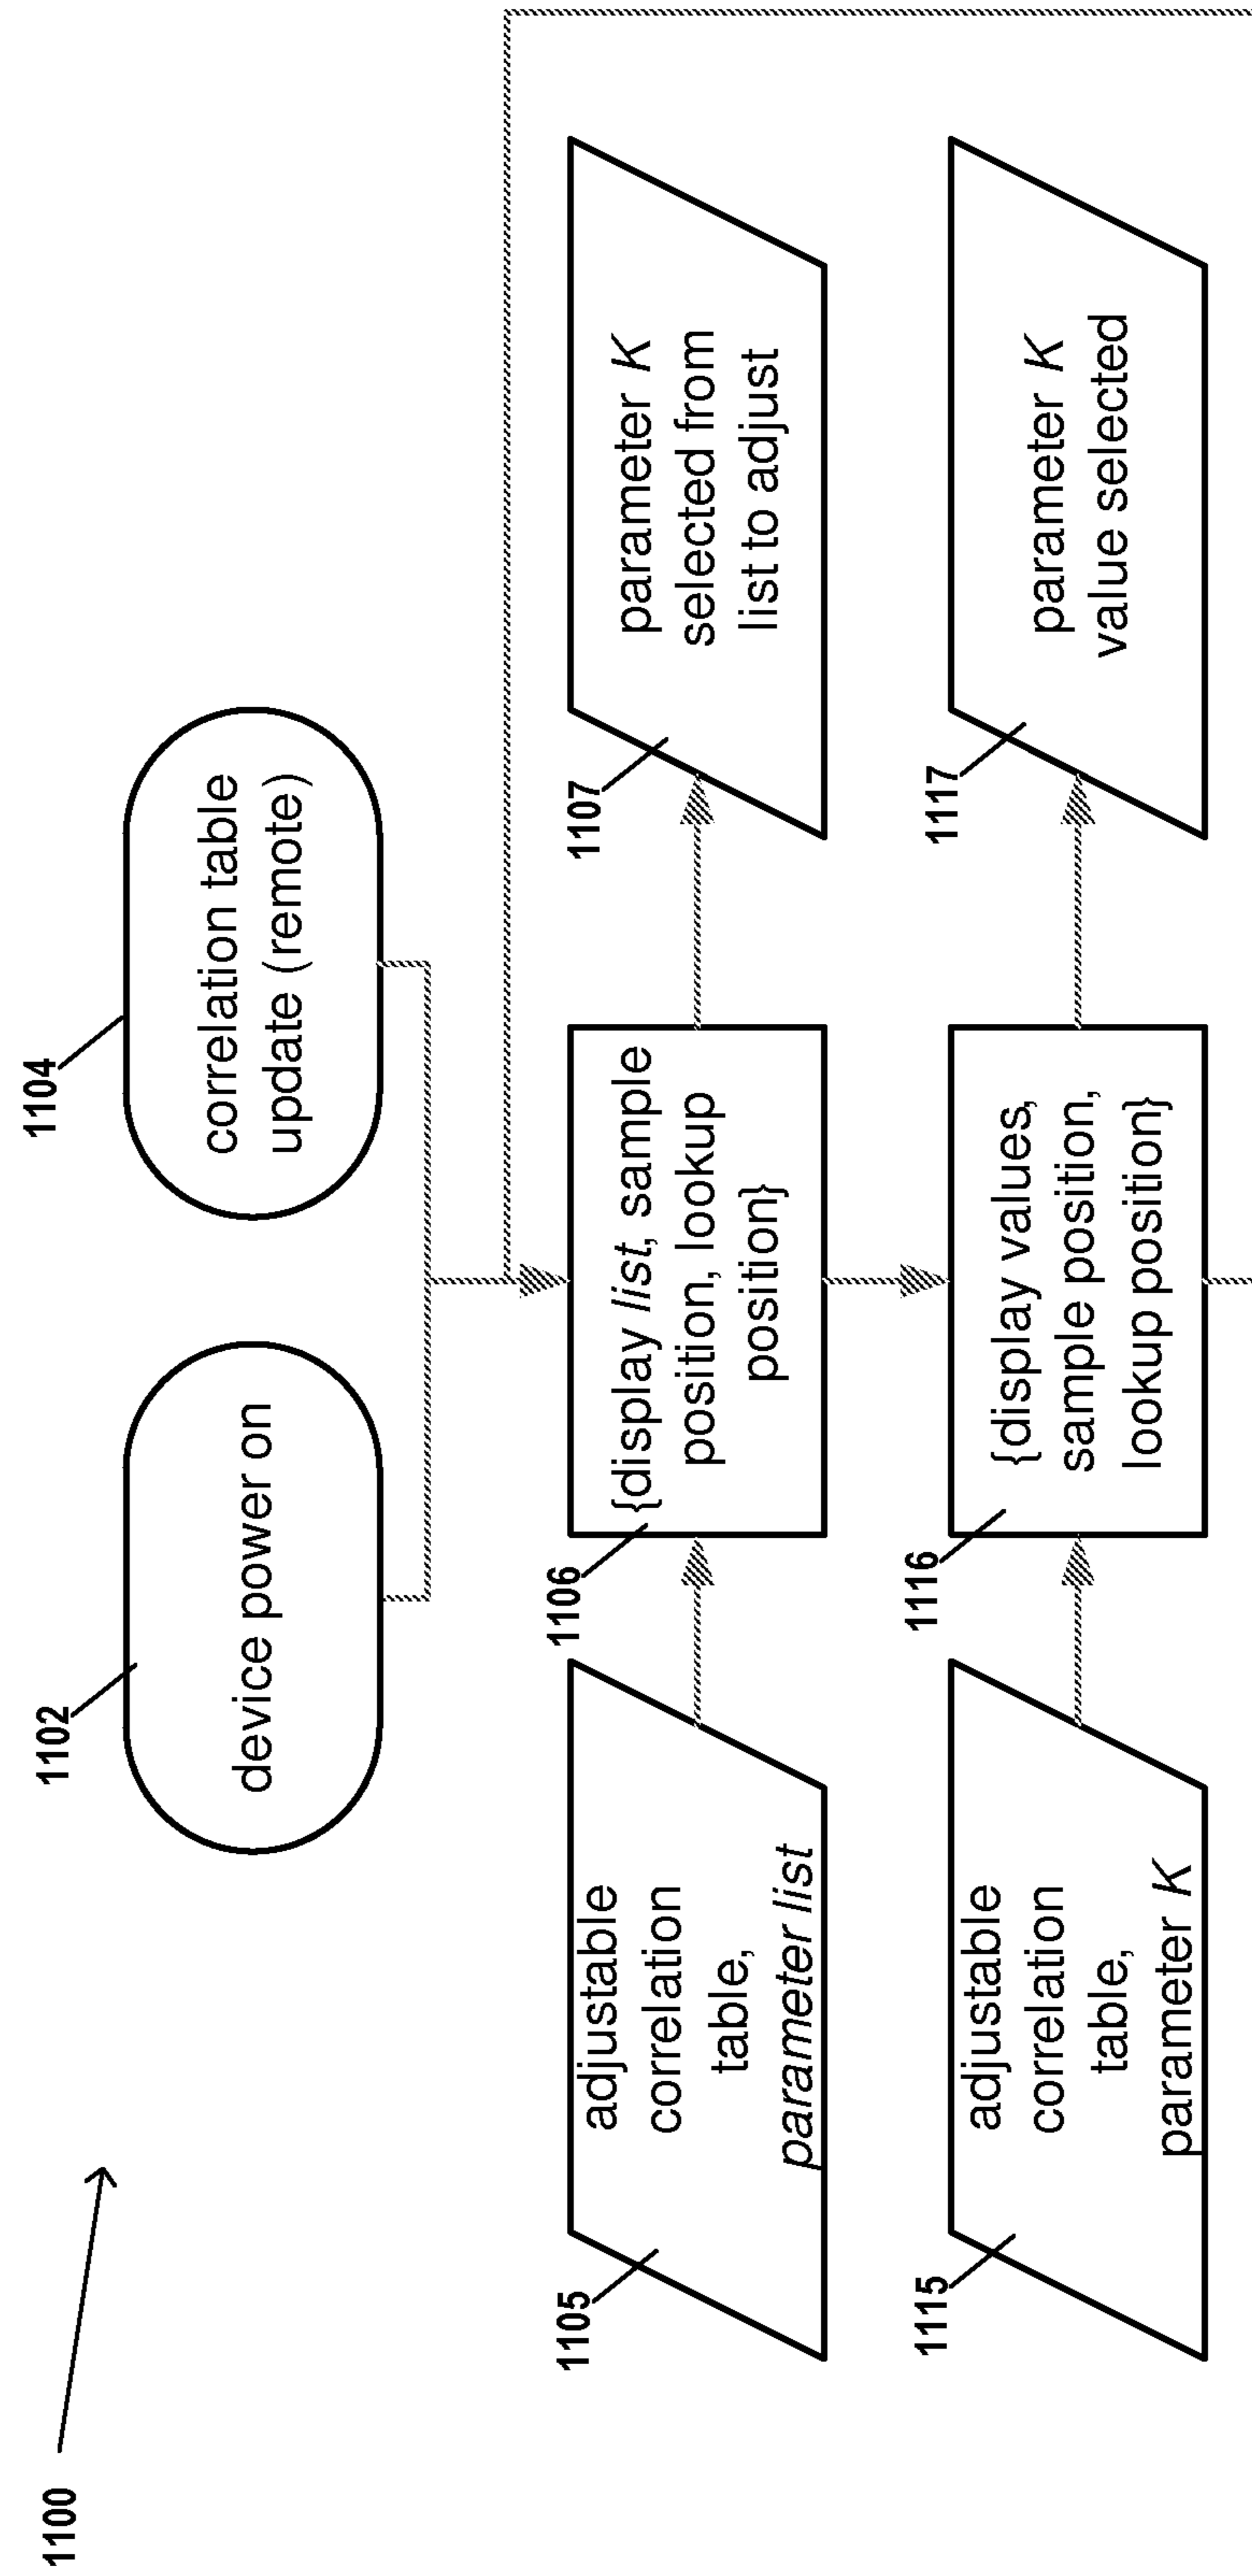 1100
1102
device power on
1104
correlation table
update (remote)
1105
adjustable
correlation
table,
parameter list
1106
{display list, sample
position, lookup
position}
1107
parameter K
selected from
list to adjust
1115
adjustable
correlation
table,
parameter K
1116
{display values,
sample position,
lookup position}
1117
parameter K
value selected